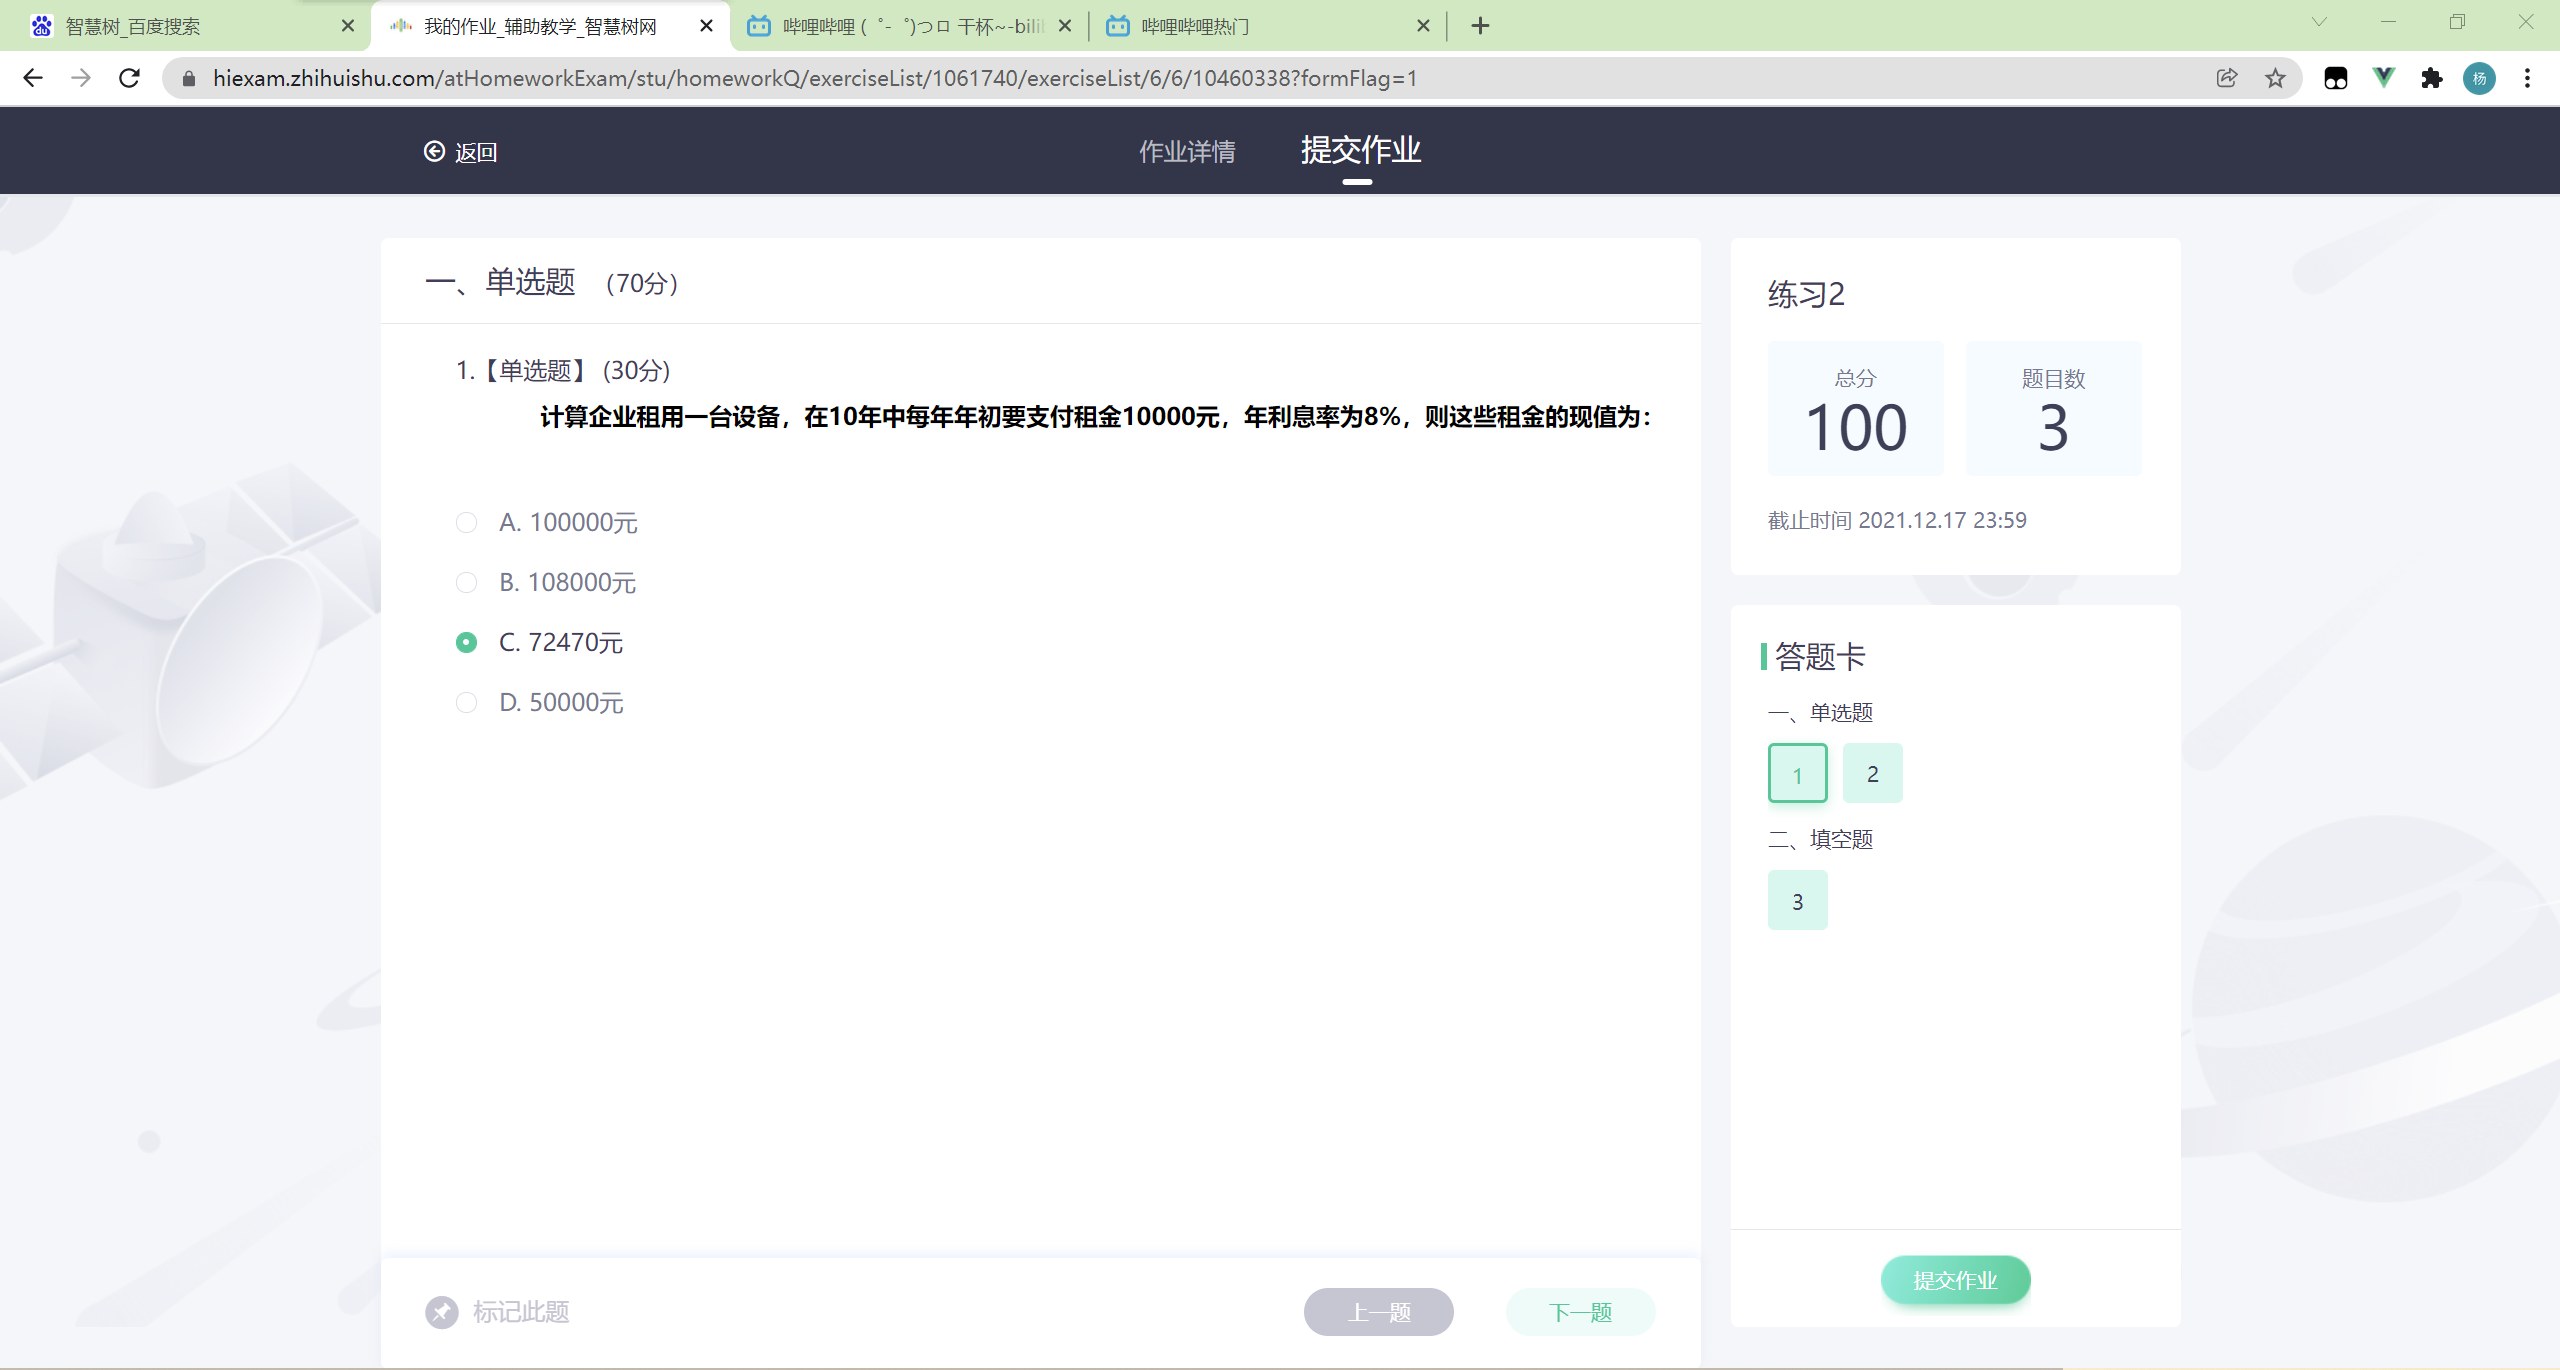 智慧树_百度搜索
我的作业_辅助教学_智慧树网
哔哩哔哩 (゜-゜)つロ 干杯~-bili
哔哩哔哩热门
hiexam.zhihuishu.com/atHomeworkExam/stu/homeworkQ/exerciseList/1061740/exerciseList/6/6/10460338?formFlag=1
杨
返回
作业详情
提交作业
一、单选题 （70分）
1.【单选题】 (30分)
计算企业租用一台设备，在10年中每年年初要支付租金10000元，年利息率为8%，则这些租金的现值为：
A. 100000元
B. 108000元
C. 72470元
D. 50000元
标记此题
上一题
下一题
练习2
总分
100
题目数
3
截止时间 2021.12.17 23:59
答题卡
一、单选题
1
2
二、填空题
3
提交作业